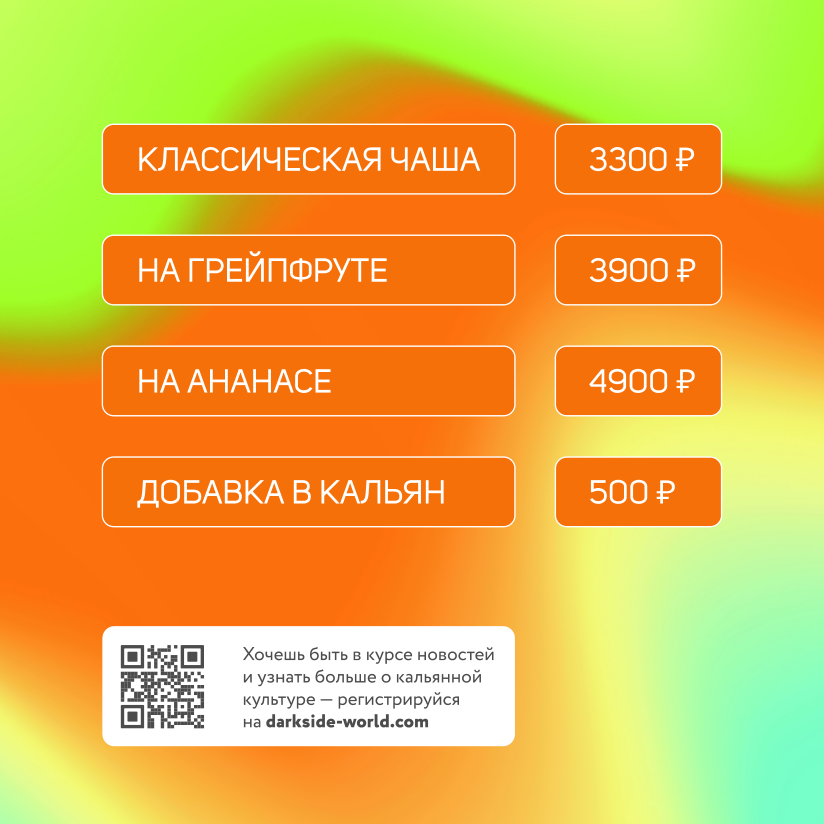 КЛАССИЧЕСКАЯ ЧАША 3300 ₽
НА ГРЕЙПФРУТЕ 3900 ₽
НА АНАНАСЕ 4900 ₽
ДОБАВКА В КАЛЬЯН 500 ₽
Хочешь быть в курсе новостей
и узнать больше о кальянной
культуре — регистрируйся
на darkside-world.com